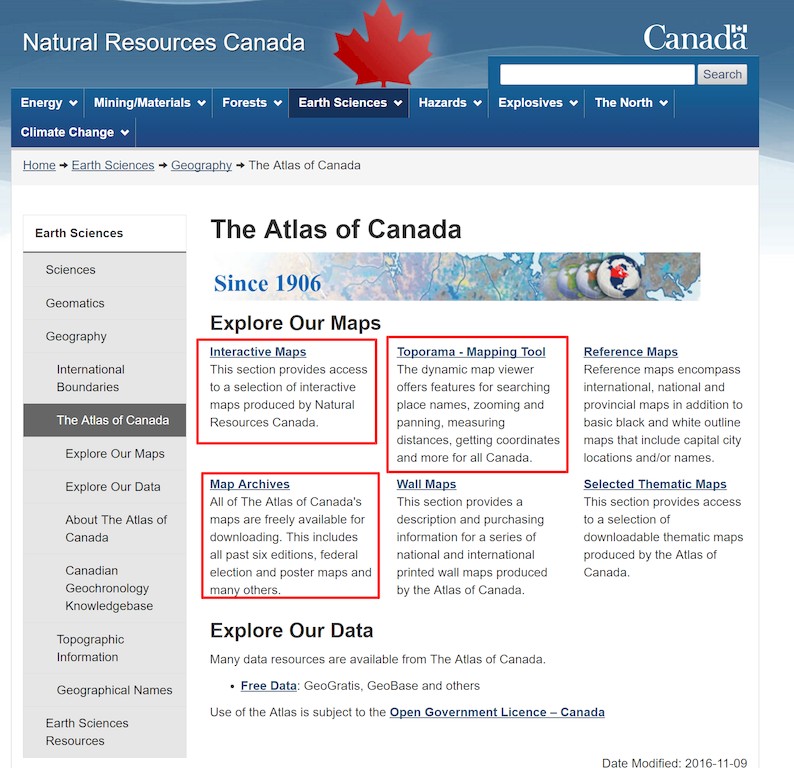 Natural Resources Canada
Canada
Search
Energy Mining/Materials Forests Earth Sciences Hazards Explosives The North
Climate Change
Home → Earth Sciences → Geography → The Atlas of Canada
Earth Sciences
Sciences
Geomatics
Geography
International
Boundaries
The Atlas of Canada
Explore Our Maps
Explore Our Data
About The Atlas of
Canada
Canadian
Geochronology
Knowledgebase
Topographic
Information
Geographical Names
Earth Sciences
Resources
The Atlas of Canada
Since 1906
Explore Our Maps
Interactive Maps
This section provides access
to a selection of interactive
maps produced by Natural
Resources Canada.
Toporama - Mapping Tool
The dynamic map viewer
offers features for searching
place names, zooming and
panning, measuring
distances, getting coordinates
and more for all Canada.
Reference Maps
Reference maps encompass
international, national and
provincial maps in addition to
basic black and white outline
maps that include capital city
locations and/or names.
Map Archives
All of The Atlas of Canada's
maps are freely available for
downloading. This includes
all past six editions, federal
election and poster maps and
many others.
Wall Maps
This section provides a
description and purchasing
information for a series of
national and international
printed wall maps produced
by the Atlas of Canada.
Selected Thematic Maps
This section provides access
to a selection of
downloadable thematic maps
produced by the Atlas of
Canada.
Explore Our Data
Many data resources are available from The Atlas of Canada.
• Free Data: GeoGratis, GeoBase and others
Use of the Atlas is subject to the Open Government Licence – Canada
Date Modified: 2016-11-09